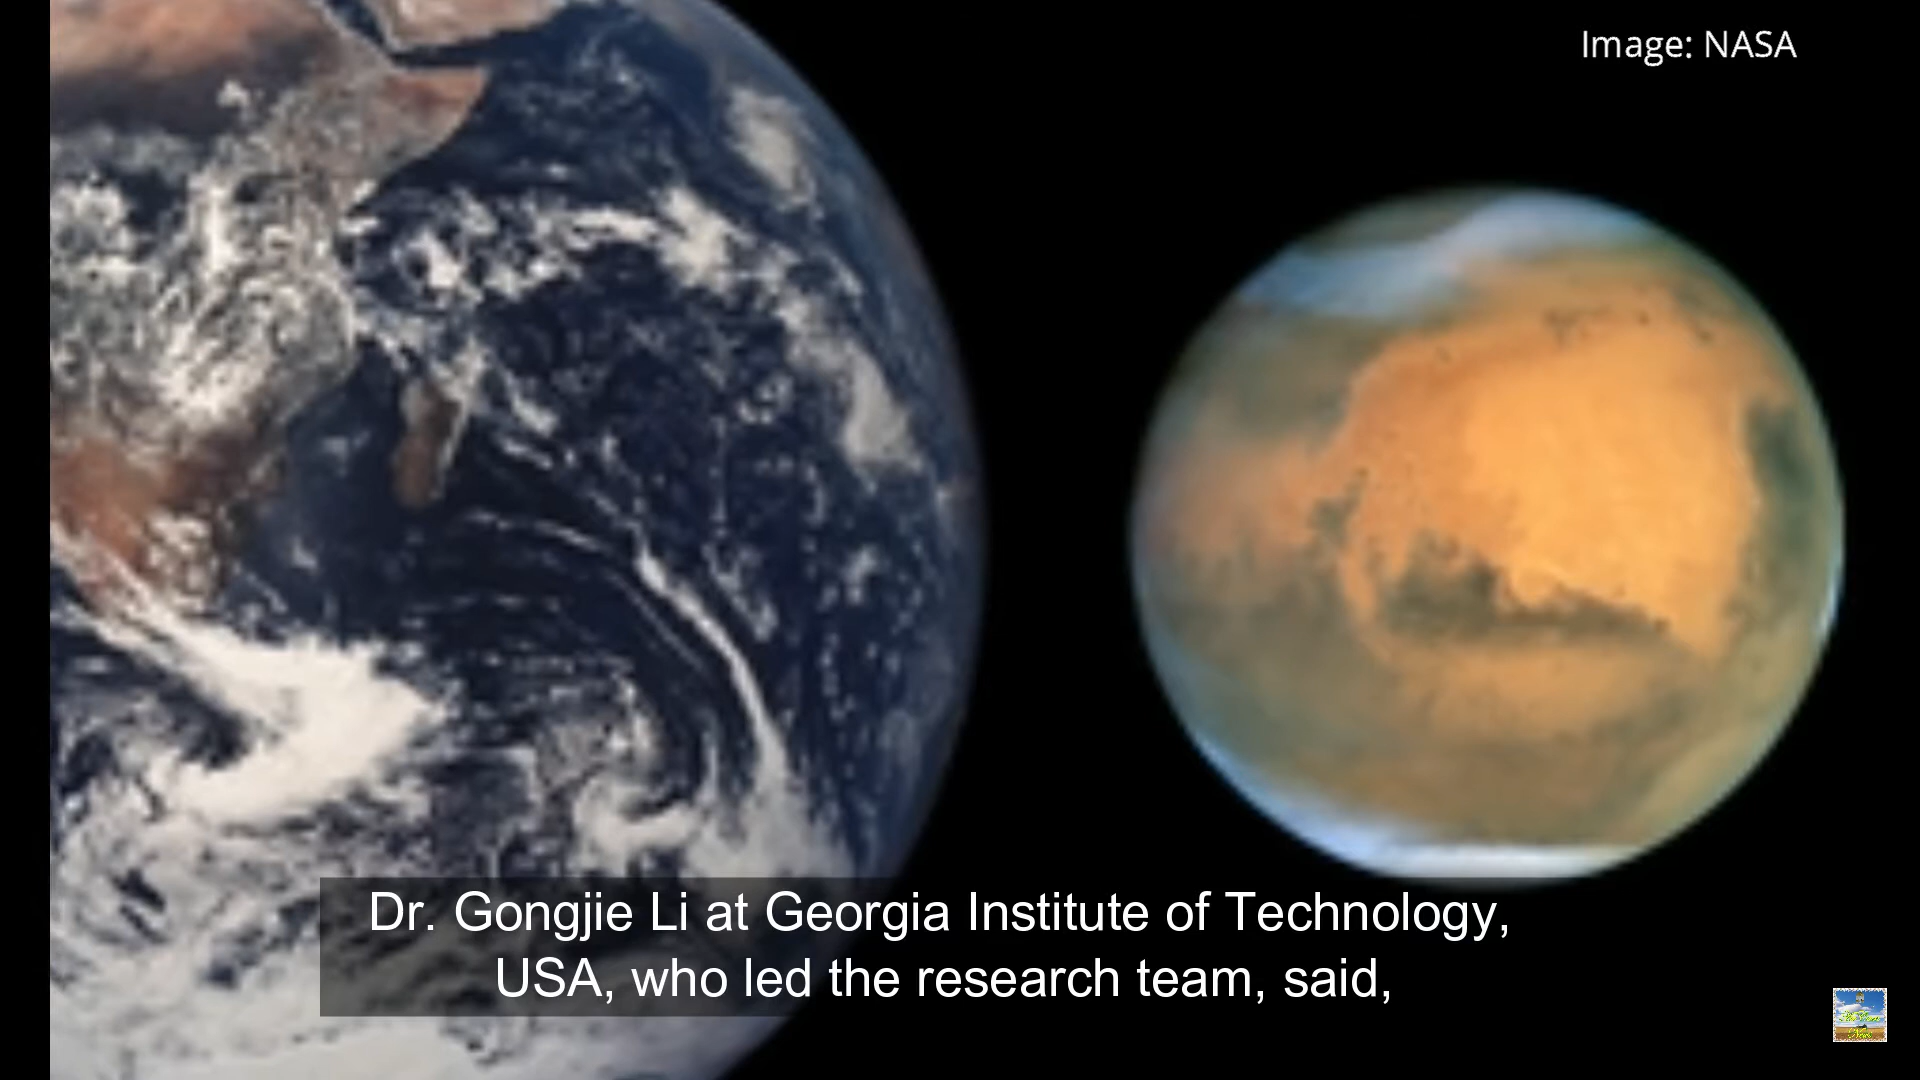 Image: NASA
Dr. Gongjie Li at Georgia Institute of Technology,
USA, who led the research team, said,